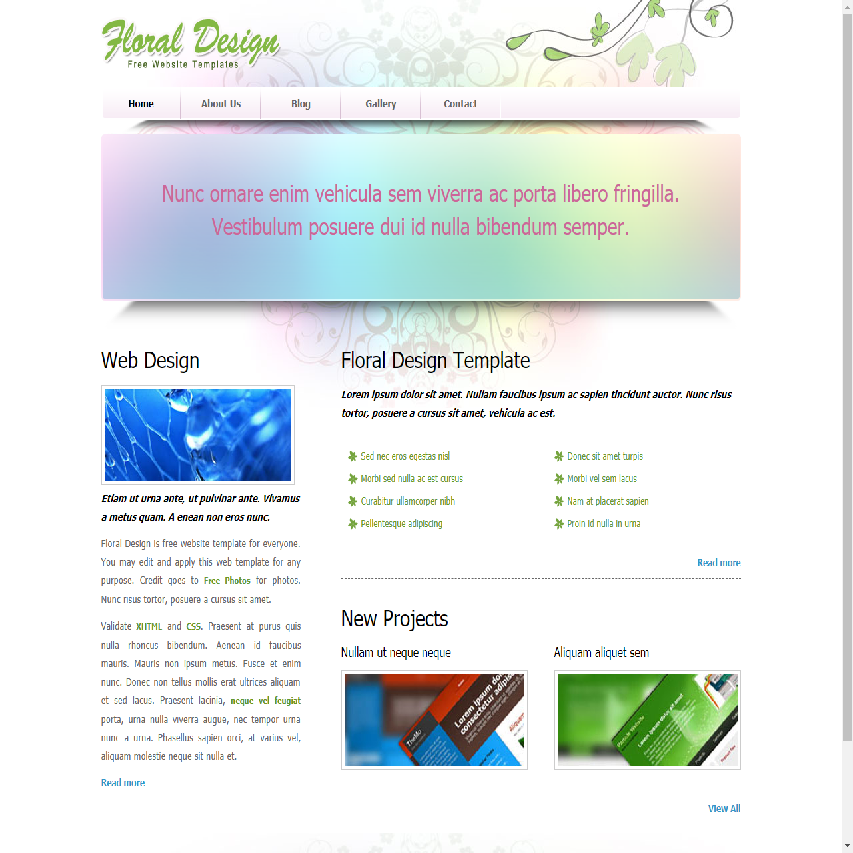 Floral Design
Free Website Templates
Home
About Us
Blog
Gallery
Contact
Nunc ornare enim vehicula sem viverra ac porta libero fringilla.
Vestibulum posuere dui id nulla bibendum semper.
Web Design
Etiam ut urna ante, ut pulvinar ante. Vivamus
a metus quam. A enean non eros nunc.
Floral Design is free website template for everyone.
You may edit and apply this web template for any
purpose. Credit goes to Free Photos for photos.
Nunc risus tortor, posuere a cursus sit amet.
Validate XHTML and CSS. Praesent at purus quis
nulla rhoncus bibendum. Aenean id faucibus
mauris. Mauris non ipsum metus. Fusce et enim
nunc. Donec non tellus mollis erat ultrices aliquam
et sed lacus. Praesent lacinia, neque vel feugiat
porta, urna nulla viverra augue, nec tempor urna
nunc a urna. Phasellus sapien orci, at varius vel,
aliquam molestie neque sit nulla et.
Read more
Floral Design Template
Lorem ipsum dolor sit amet. Nullam faucibus ipsum ac sapien tincidunt auctor. Nunc risus
tortor, posuere a cursus sit amet, vehicula ac est.
Sed nec eros egestas nisl
Morbi sed nulla ac est cursus
Curabitur ullamcorper nibh
Pellentesque adipiscing
Donec sit amet turpis
Morbi vel sem lacus
Nam at placerat sapien
Proin id nulla in urna
Read more
New Projects
Nullam ut neque neque
Aliquam aliquet sem
Lorem ipsum dolor
consectetur adipis
View All